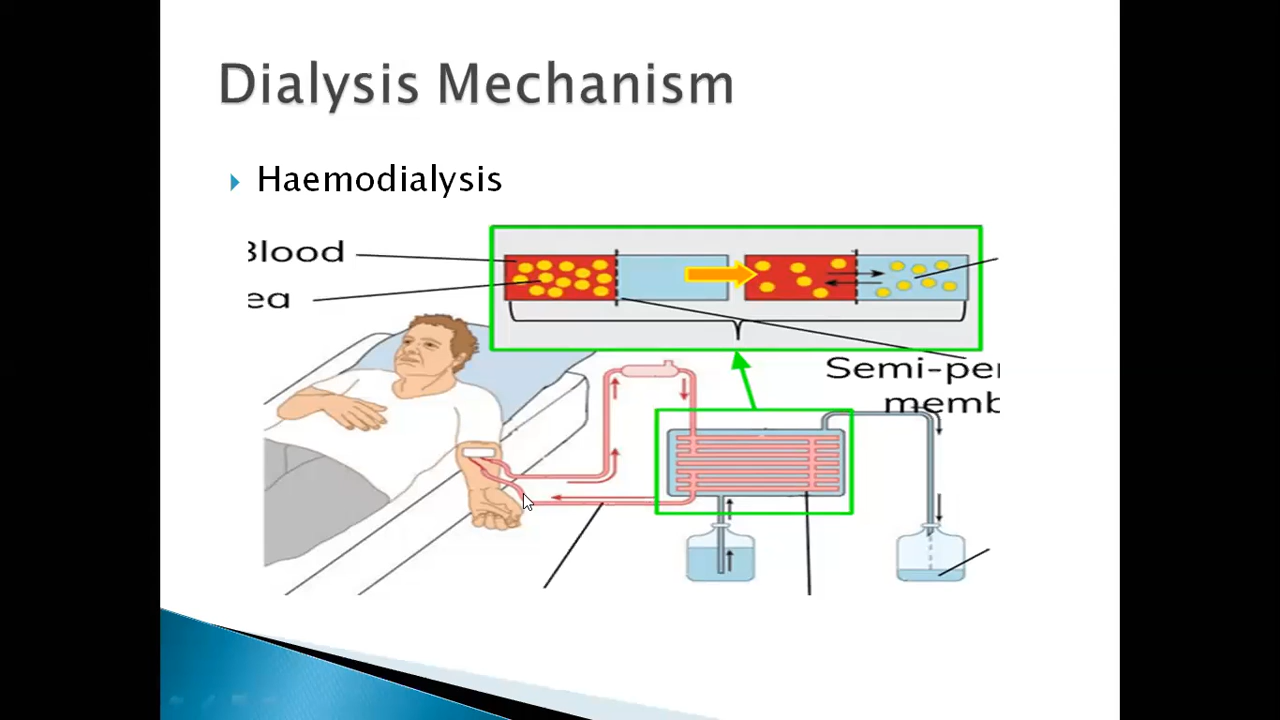 Dialysis Mechanism
Haemodialysis
Blood
ea
Semi-per
memb